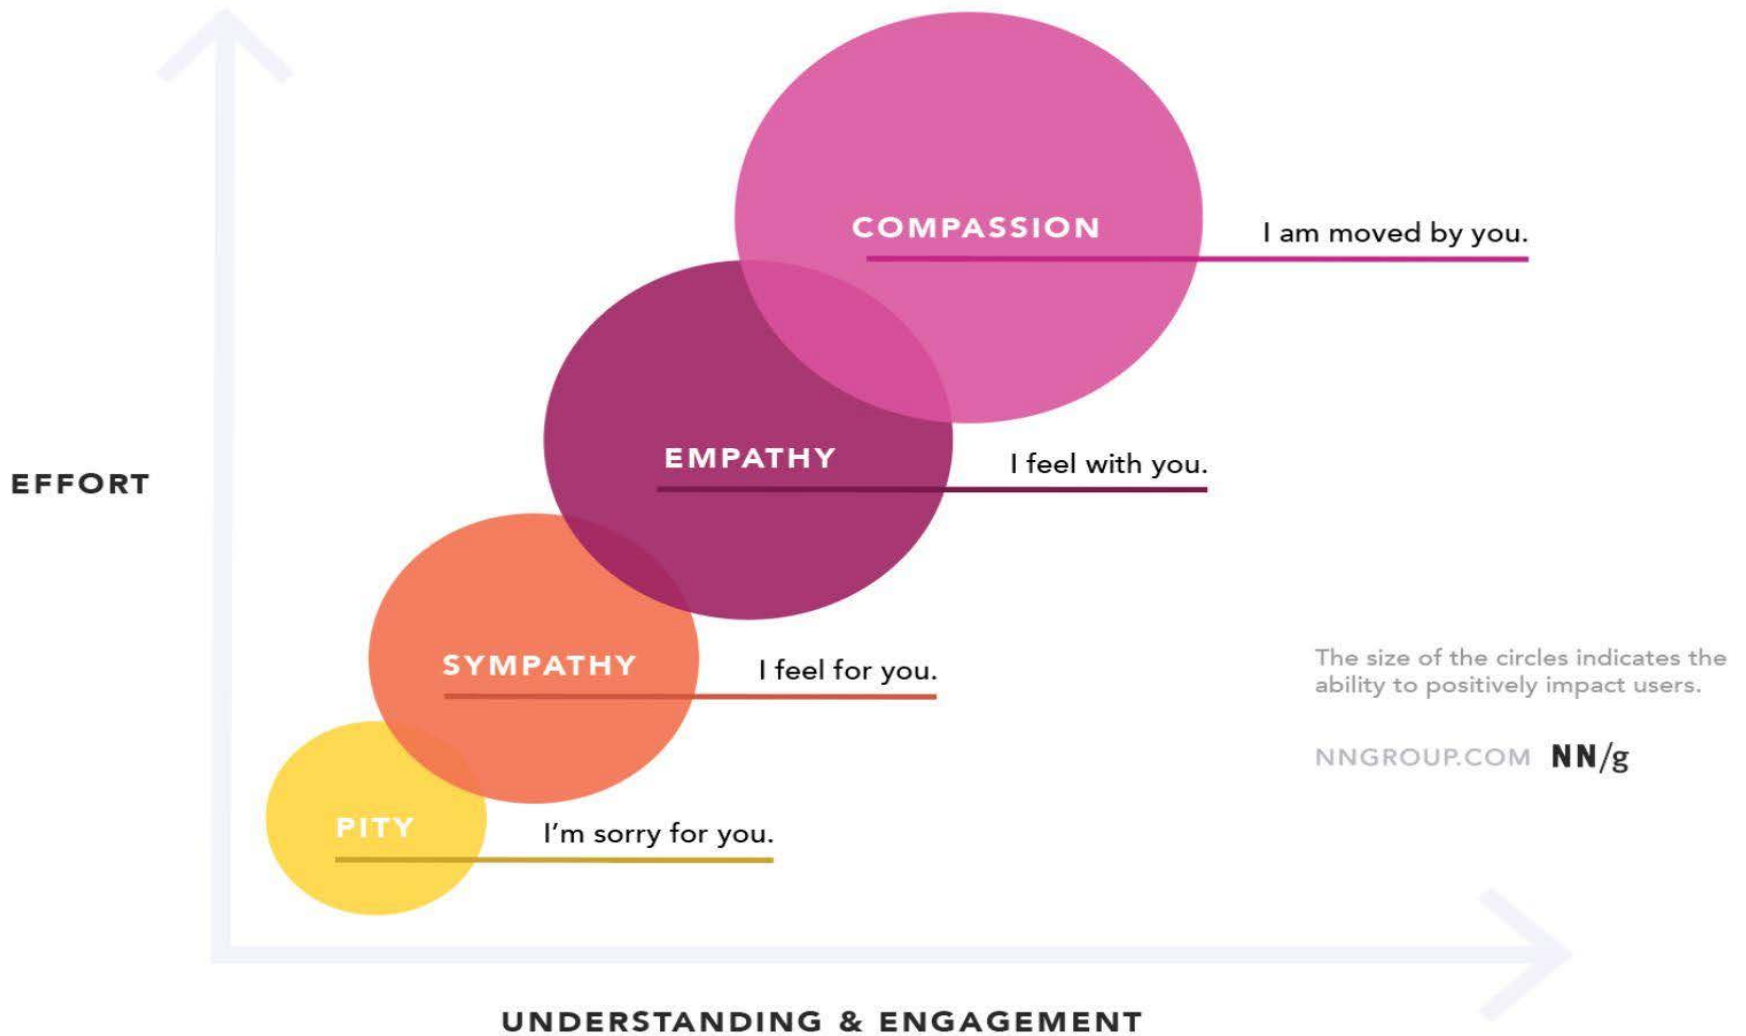 COMPASSION
I am moved by you.
EMPATHY
I feel with you.
EFFORT
SYMPATHY
I feel for you.
The size of the circles indicates the
ability to positively impact users.
NNGROUP.COM NN/g
PITY
I'm sorry for you.
UNDERSTANDING & ENGAGEMENT